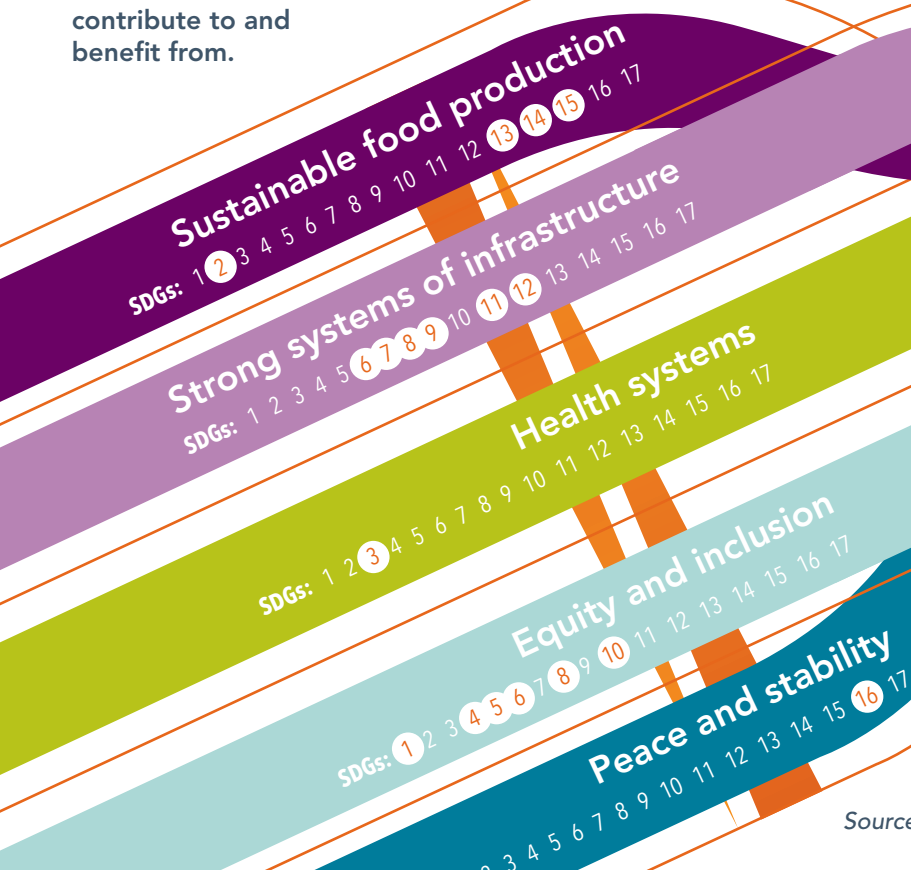 contribute to and
benefit from.
Sustainable food production
SDGs: 1 2 3 4 5 6 7 8 9 10 11 12 13 14 15 16 17
Strong systems of infrastructure
SDGs: 1 2 3 4 5 6 7 8 9 10 11 12 13 14 15 16 17
Health systems
SDGs: 1 2 3 4 5 6 7 8 9 10 11 12 13 14 15 16 17
Equity and inclusion
SDGs: 1 2 3 4 5 6 7 8 9 10 11 12 13 14 15 16 17
Peace and stability
3 4 5 6 7 8 9 10 11 12 13 14 15 16 17
Source